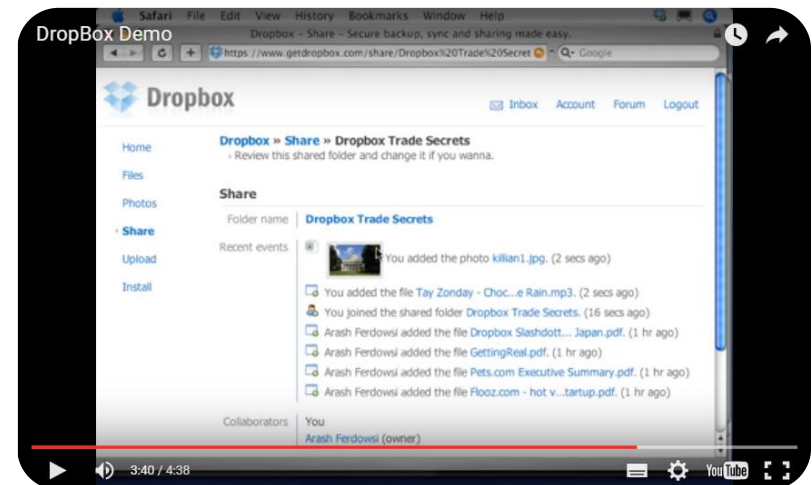 Safari File Edit View History Bookmarks Window Help
DropBox Demo
Dropbox – Share – Secure backup, sync and sharing made easy.
https://www.getdropbox.com/share/Dropbox%20Trade%20Secret Google
Dropbox
Inbox Account Forum Logout
Home
Files
Photos
Share
Upload
Install
Dropbox » Share » Dropbox Trade Secrets
› Review this shared folder and change it if you wanna.
Share
Folder name Dropbox Trade Secrets
Recent events
You added the photo killian1.jpg. (2 secs ago)
You added the file Tay Zonday - Choc...e Rain.mp3. (2 secs ago)
You joined the shared folder Dropbox Trade Secrets. (16 secs ago)
Arash Ferdowsi added the file Dropbox Slashdott... Japan.pdf. (1 hr ago)
Arash Ferdowsi added the file GettingReal.pdf. (1 hr ago)
Arash Ferdowsi added the file Pets.com Executive Summary.pdf. (1 hr ago)
Arash Ferdowsi added the file Flooz.com - hot v...tartup.pdf. (1 hr ago)
Collaborators You
Arash Ferdowsi (owner)
3:40 / 4:38
YouTube